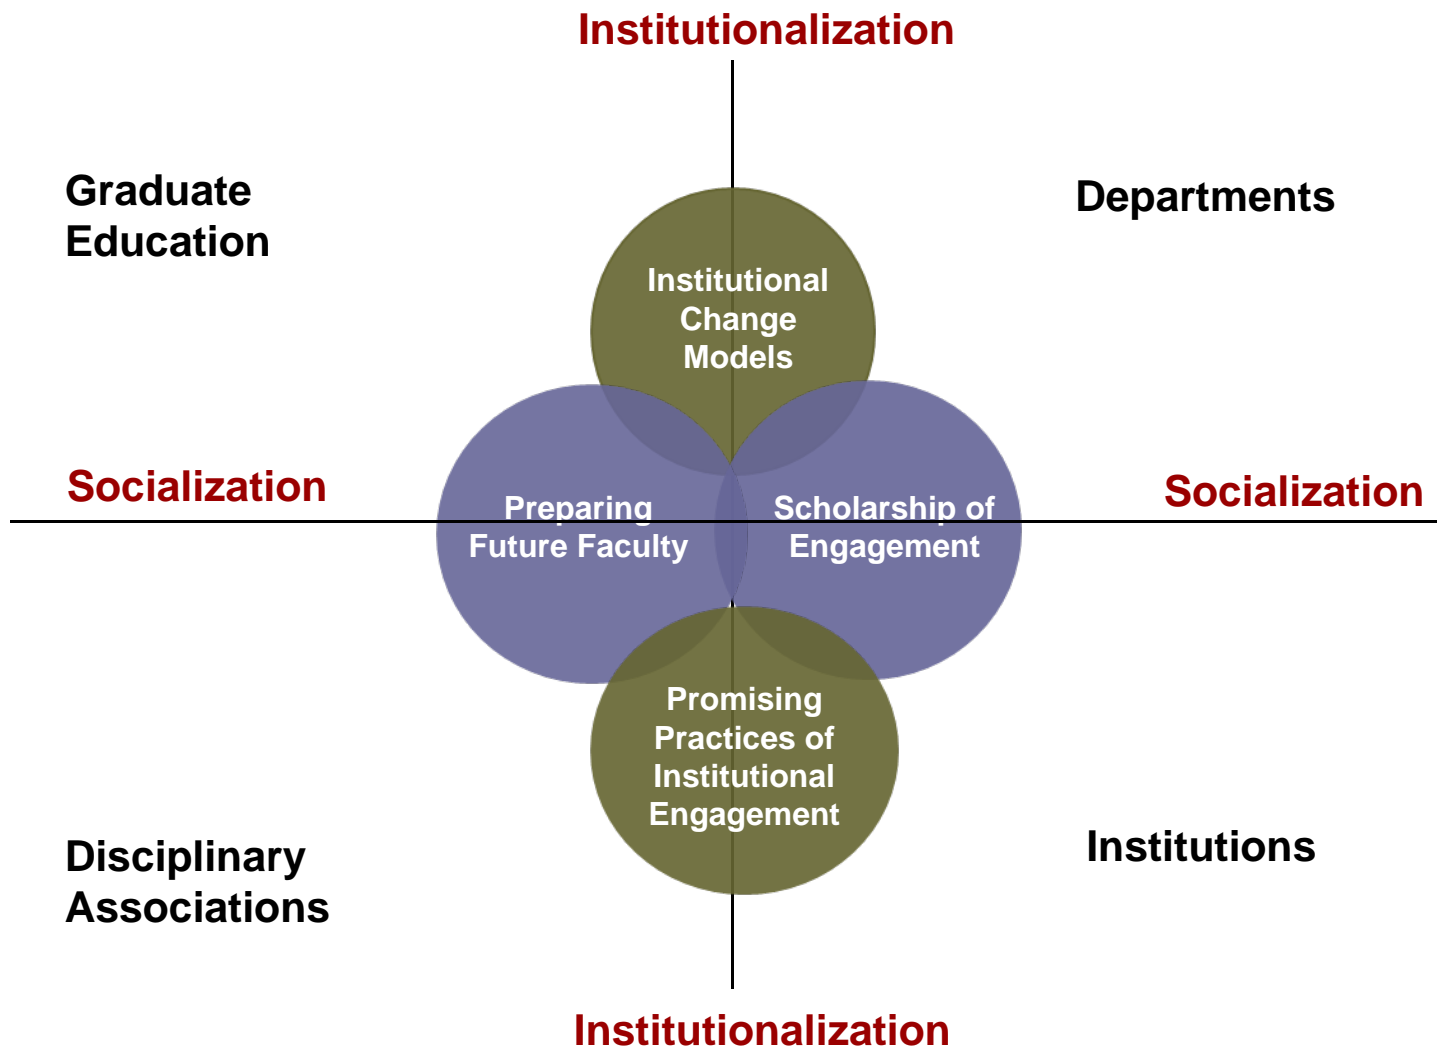 Institutionalization
Graduate
Education
Departments
Institutional
Change
Models
Socialization
Socialization
Preparing
Future Faculty
Scholarship of
Engagement
Promising
Practices of
Institutional
Engagement
Disciplinary
Associations
Institutions
Institutionalization